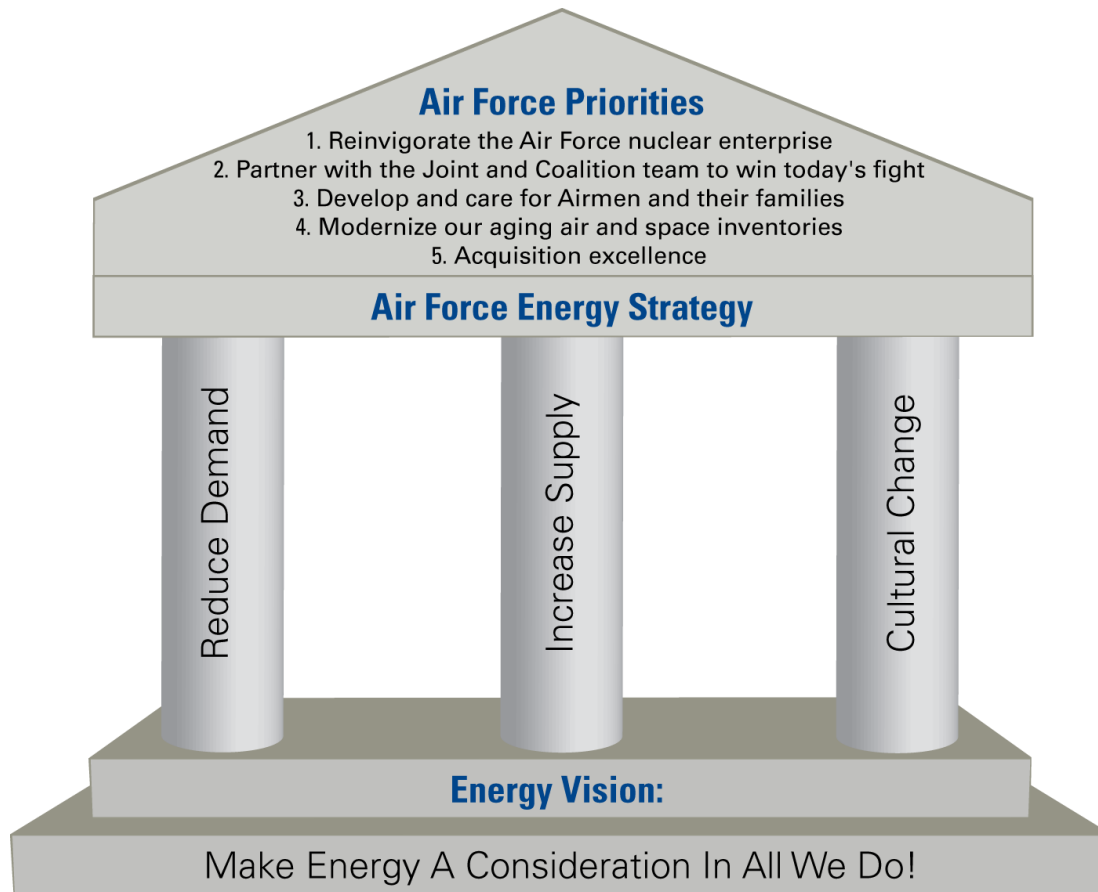 Air Force Priorities
1. Reinvigorate the Air Force nuclear enterprise
2. Partner with the Joint and Coalition team to win today's fight
3. Develop and care for Airmen and their families
4. Modernize our aging air and space inventories
5. Acquisition excellence
Air Force Energy Strategy
Reduce Demand
Increase Supply
Cultural Change
Energy Vision:
Make Energy A Consideration In All We Do!